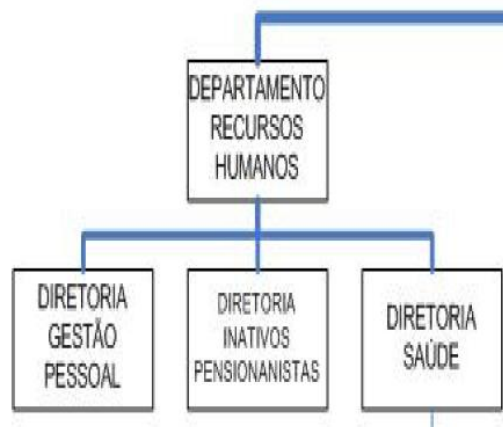 DEPARTAMENTO
RECURSOS
HUMANOS
DIRETORIA
GESTÃO
PESSOAL
DIRETORIA
INATIVOS
PENSIONANISTAS
DIRETORIA
SAÚDE